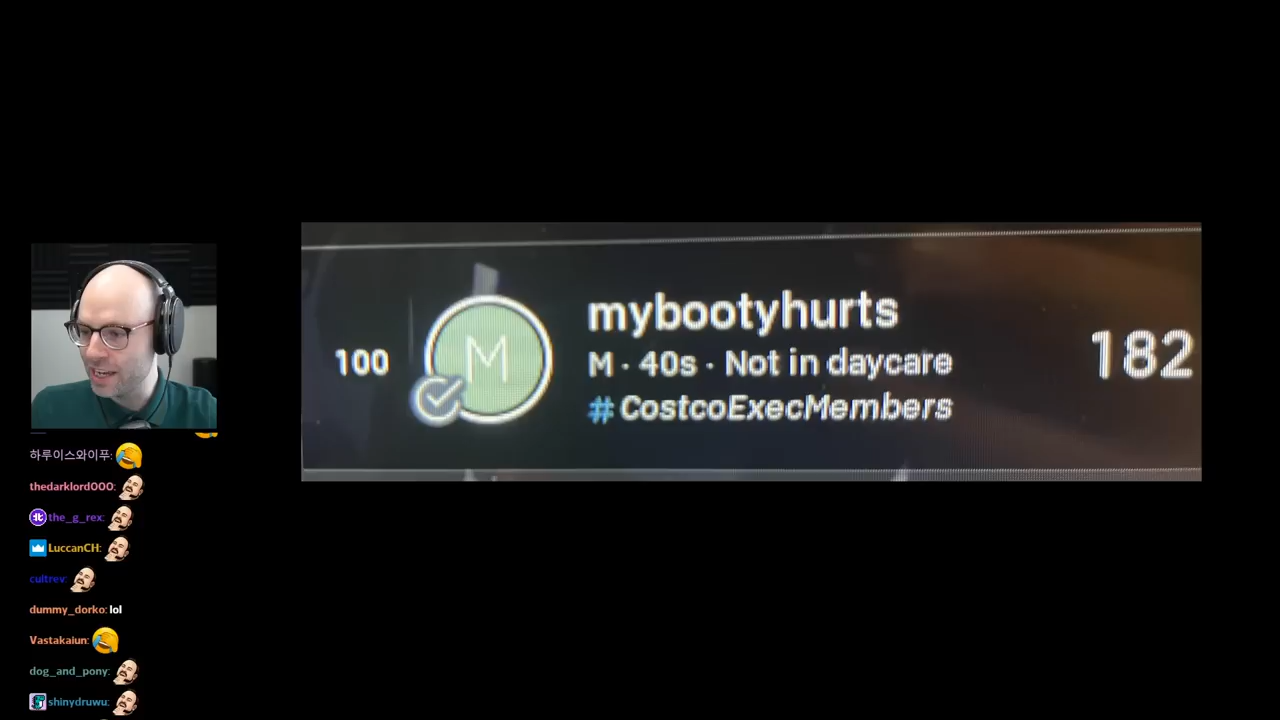 100
M
mybootyhurts
M · 40s · Not in daycare
# CostcoExecMembers
182
하루이스와이푸:
thedarklord000:
the_g_rex:
LuccanCH:
cultrev:
dummy_dorko: lol
Vastakaiun:
dog_and_pony:
shinydruwu: